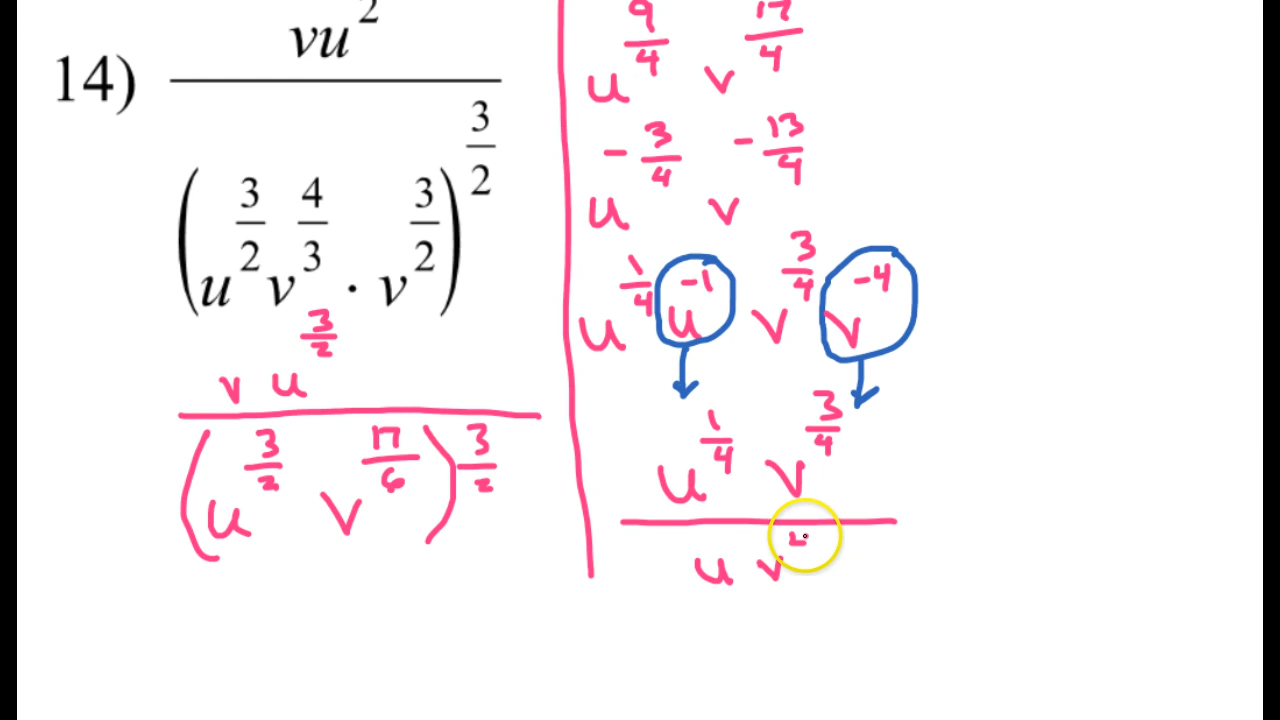 14) vu^2 / (u^(3/2) v^(4/3) · v^(3/2))^(3/2)
v u^(3/2) / (u^(3/2) v^(17/6))^(3/2)
u^(9/4) v^(17/4)
u^(-3/4) v^(-13/4)
u^(1/4) u^(-1) v^(3/4) v^(-4)
u^(1/4) v^(3/4)
u v